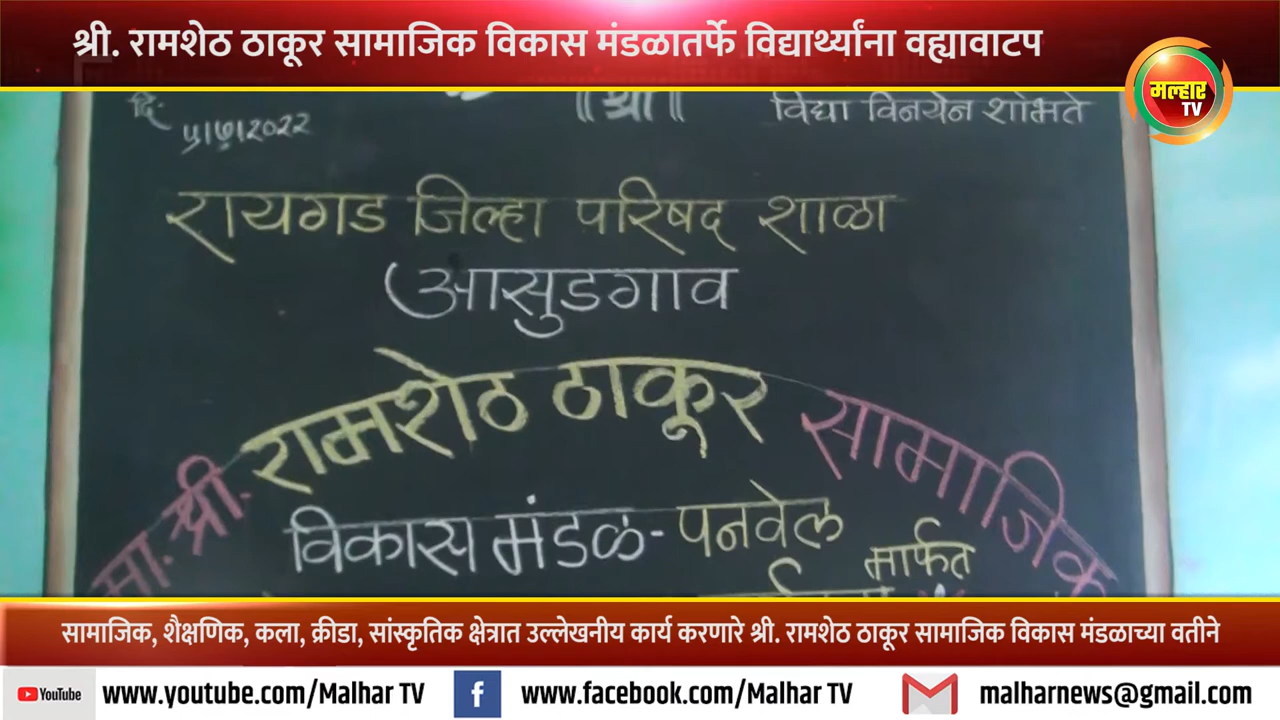 श्री. रामशेठ ठाकूर सामाजिक विकास मंडळातर्फे विद्यार्थ्यांना वह्यावाटप
मल्हार
TV
दि.
५।७।2022
॥श्री॥
विद्या विनयेन शोभते
रायगड जिल्हा परिषद शाळा
आसुडगाव
मा. श्री. रामशेठ ठाकूर सामाजिक
विकास मंडळ - पनवेल
मार्फत
सामाजिक, शैक्षणिक, कला, क्रीडा, सांस्कृतिक क्षेत्रात उल्लेखनीय कार्य करणारे श्री. रामशेठ ठाकूर सामाजिक विकास मंडळाच्या वतीने
YouTube www.youtube.com/Malhar TV f www.facebook.com/Malhar TV malharnews@gmail.com